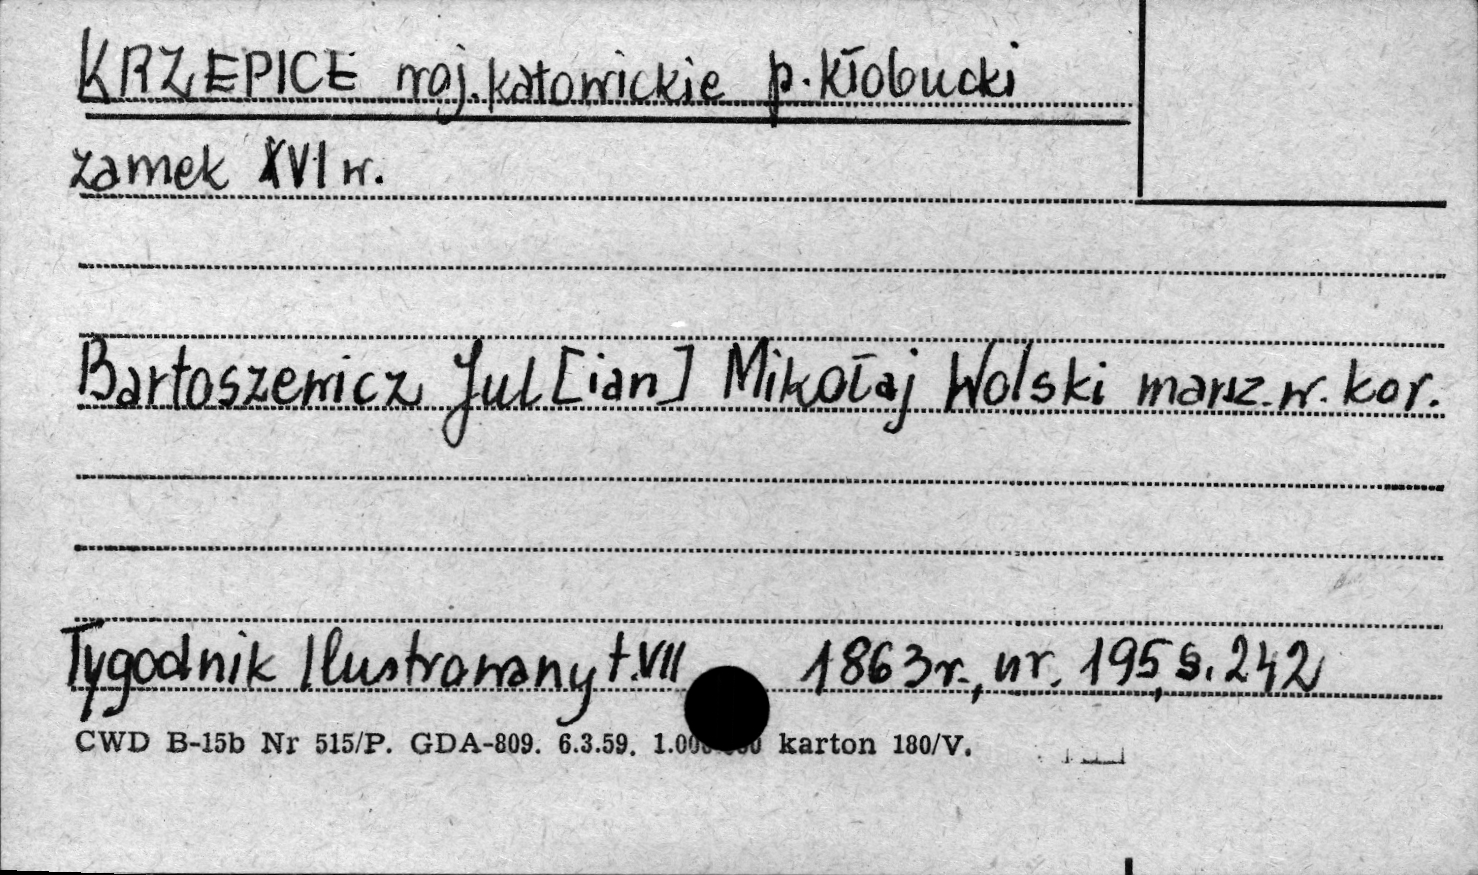 KRZEPICE woj. katowickie p. Kłobucki
zamek XVI w.
Bartoszewicz Jul [ian] Mikołaj Wolski marsz. w. kor.
Tygodnik Ilustrowany t. VII 1863 r., nr. 195, s. 242
CWD B-15b Nr 515/P. GDA-809. 6.3.59. karton 180/V.